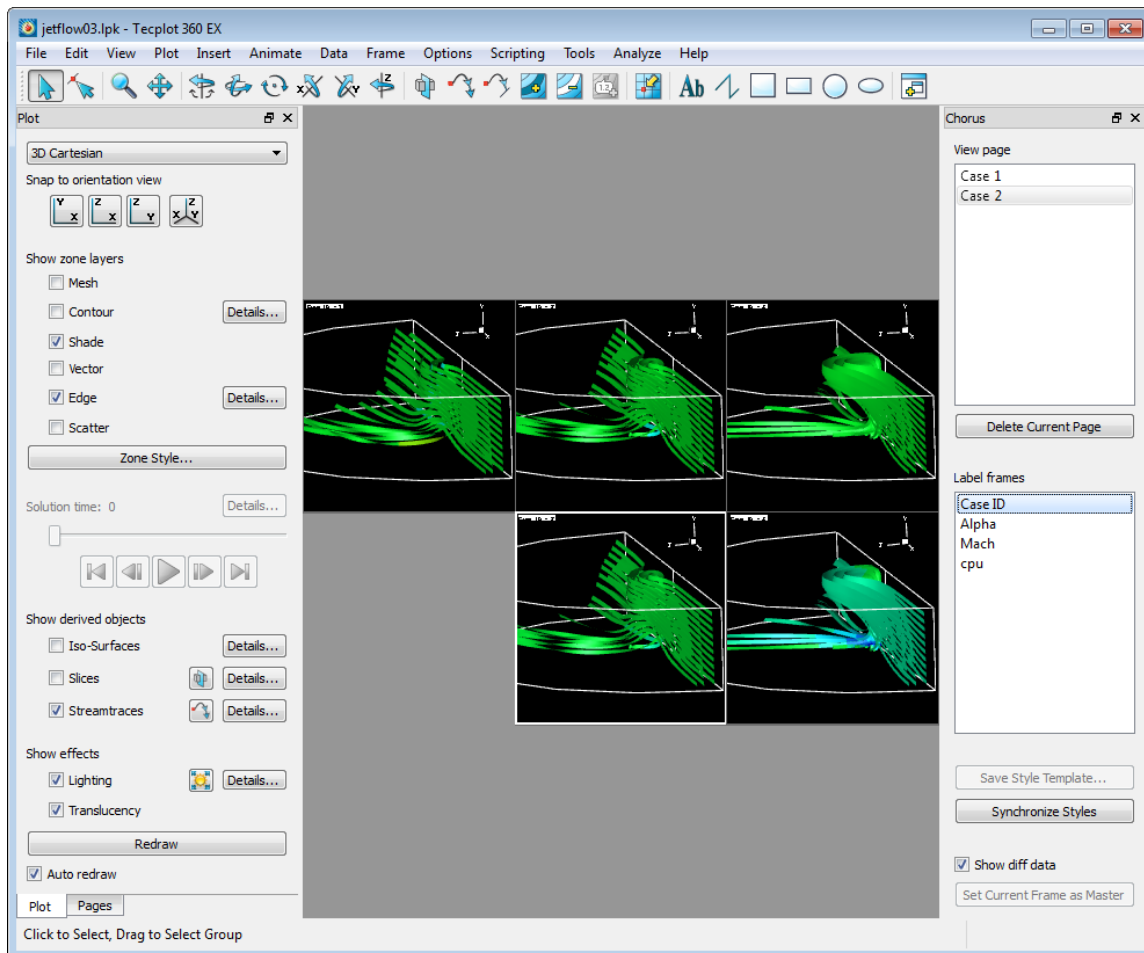 jetflow03.lpk - Tecplot 360 EX
File Edit View Plot Insert Animate Data Frame Options Scripting Tools Analyze Help
Ab
Plot
3D Cartesian
Snap to orientation view
Y X Z X Z Y Z X Y
Show zone layers
Mesh
Contour Details...
Shade
Vector
Edge Details...
Scatter
Zone Style...
Solution time: 0 Details...
Show derived objects
Iso-Surfaces Details...
Slices Details...
Streamtraces Details...
Show effects
Lighting Details...
Translucency
Redraw
Auto redraw
Plot Pages
Click to Select, Drag to Select Group
Chorus
View page
Case 1
Case 2
Delete Current Page
Label frames
Case ID
Alpha
Mach
cpu
Save Style Template...
Synchronize Styles
Show diff data
Set Current Frame as Master